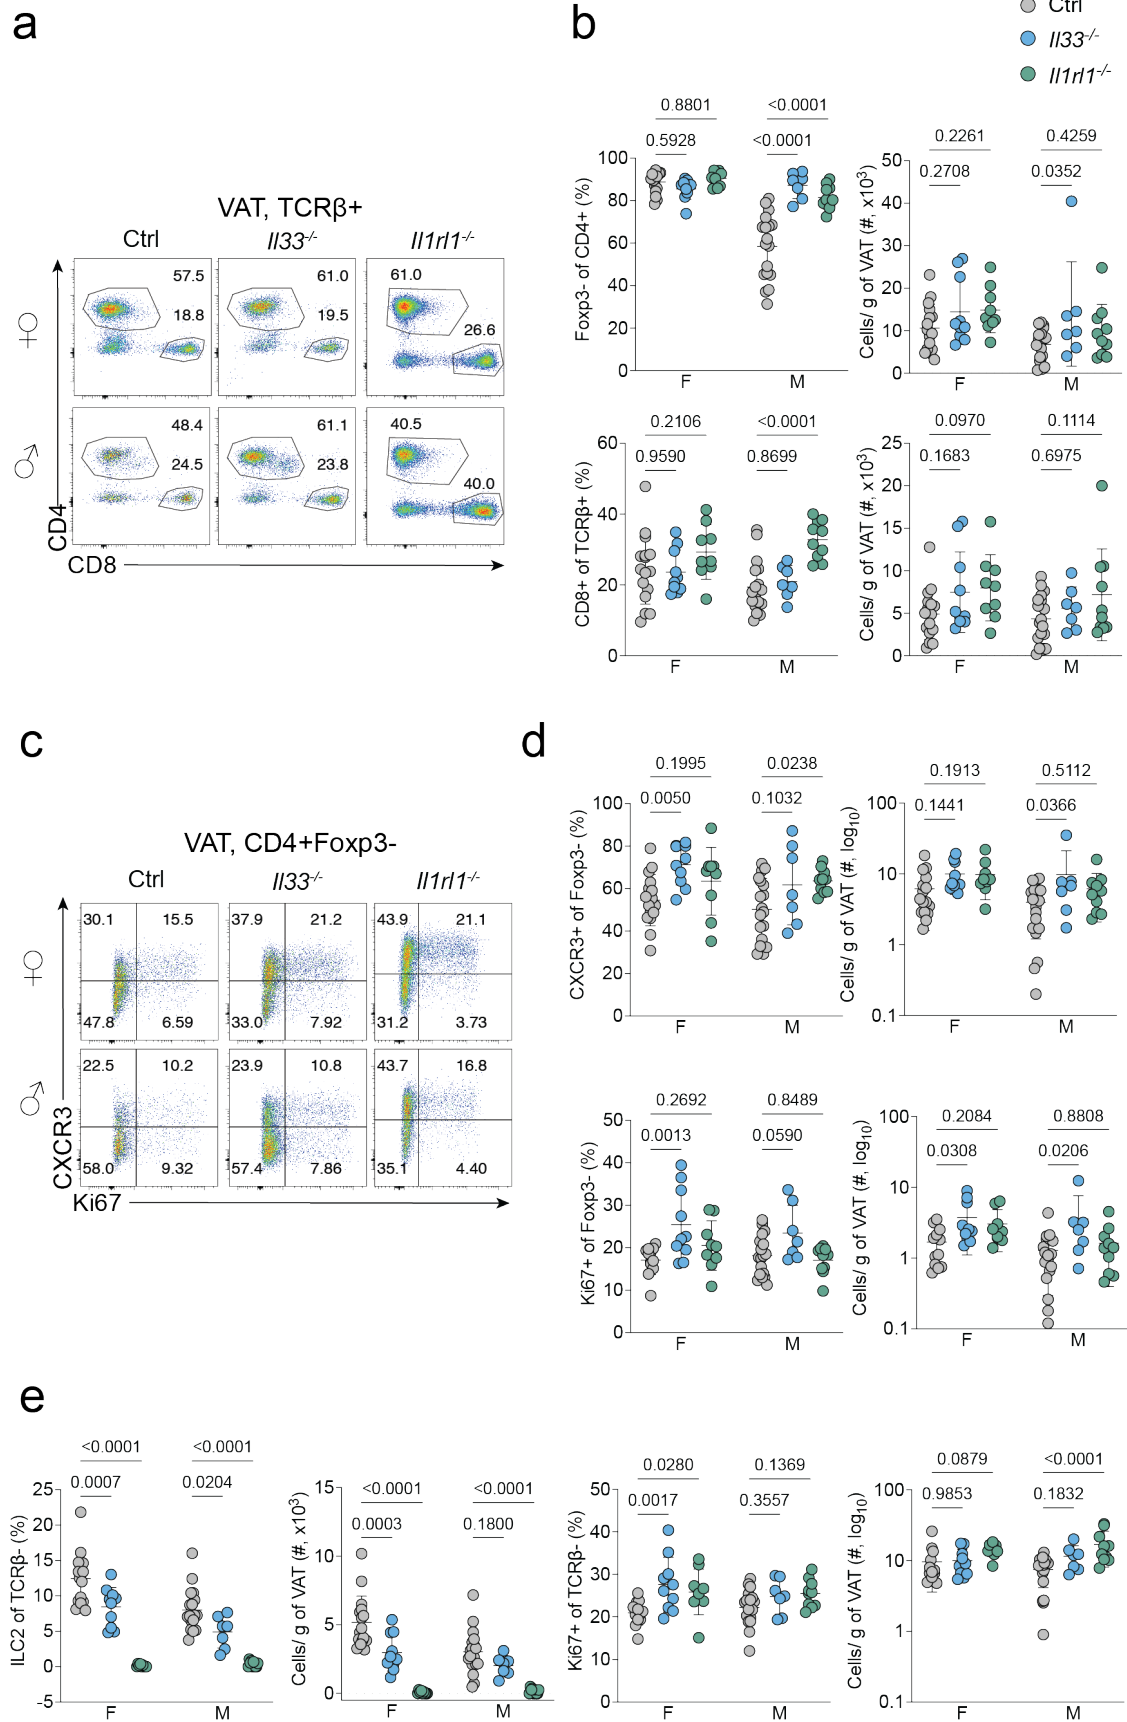 a
VAT, TCRβ+
Ctrl Il33-/- Il1rl1-/-
♀
57.5 61.0 61.0
18.8 19.5 26.6
♂
48.4 61.1 40.5
24.5 23.8 40.0
CD4
CD8
b
Ctrl
Il33-/-
Il1rl1-/-
0.8801 <0.0001
0.5928 <0.0001
Foxp3- of CD4+ (%)
100
80
60
40
20
0
F M
0.2261 0.4259
0.2708 0.0352
Cells/ g of VAT (#, x10³)
50
40
30
20
10
0
F M
0.2106 <0.0001
0.9590 0.8699
CD8+ of TCRβ+ (%)
60
40
20
0
F M
0.0970 0.1114
0.1683 0.6975
Cells/ g of VAT (#, x10³)
25
20
15
10
5
0
F M
c
VAT, CD4+Foxp3-
Ctrl Il33-/- Il1rl1-/-
♀
30.1 15.5 37.9 21.2 43.9 21.1
47.8 6.59 33.0 7.92 31.2 3.73
♂
22.5 10.2 23.9 10.8 43.7 16.8
58.0 9.32 57.4 7.86 35.1 4.40
CXCR3
Ki67
d
0.1995 0.0238
0.0050 0.1032
CXCR3+ of Foxp3- (%)
100
80
60
40
20
0
F M
0.1913 0.5112
0.1441 0.0366
Cells/ g of VAT (#, log10)
100
10
1
0.1
F M
0.2692 0.8489
0.0013 0.0590
Ki67+ of Foxp3- (%)
50
40
30
20
10
0
F M
0.2084 0.8808
0.0308 0.0206
Cells/ g of VAT (#, log10)
100
10
1
0.1
F M
e
<0.0001 <0.0001
0.0007 0.0204
ILC2 of TCRβ- (%)
25
20
15
10
5
0
-5
F M
<0.0001 <0.0001
0.0003 0.1800
Cells/ g of VAT (#, x10³)
15
10
5
0
F M
0.0280 0.1369
0.0017 0.3557
Ki67+ of TCRβ- (%)
50
40
30
20
10
0
F M
0.0879 <0.0001
0.9853 0.1832
Cells/ g of VAT (#, log10)
100
10
1
0.1
F M